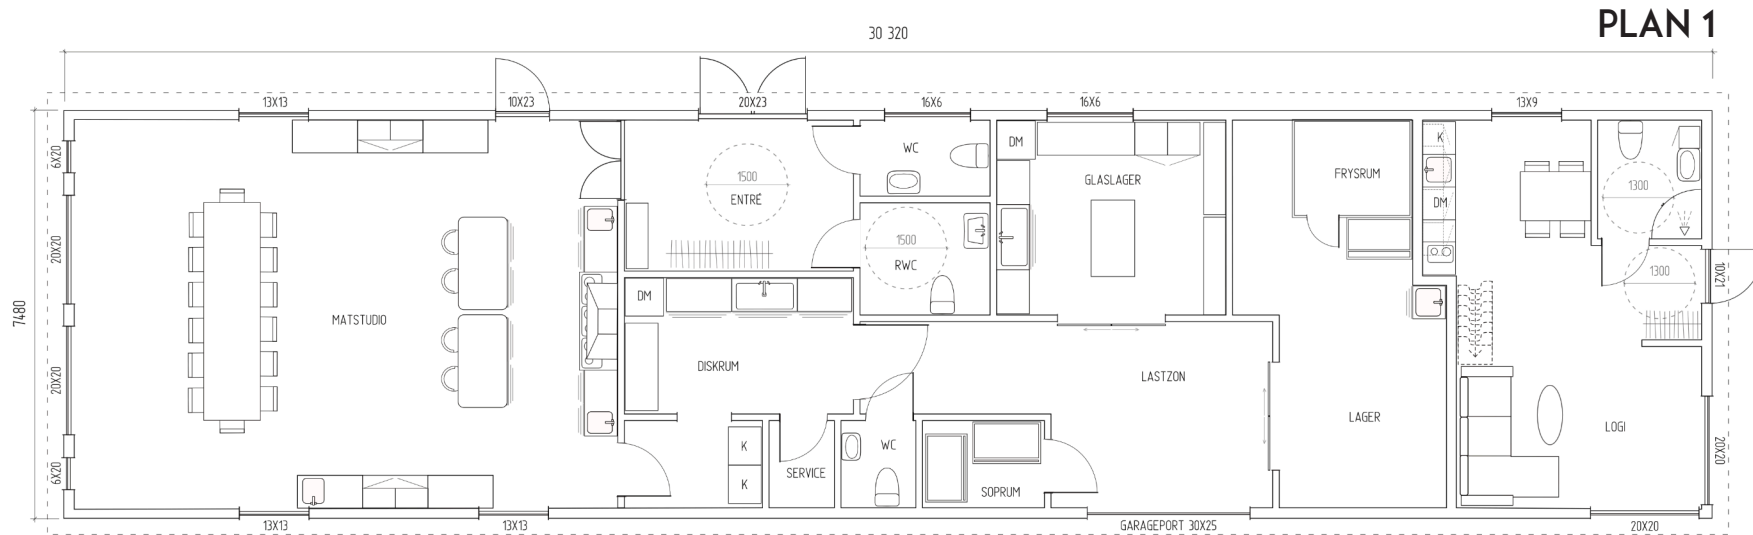 PLAN 1
30 320
13X13
10X23
20X23
16X6
16X6
13X9
7480
6X20
20X20
20X20
6X20
MATSTUDIO
1500
ENTRÉ
WC
1500
RWC
DM
GLASLAGER
FRYSRUM
K
DM
1300
1300
10X21
DM
DISKRUM
LASTZON
LAGER
LOGI
20X20
K
K
SERVICE
WC
SOPRUM
13X13
13X13
GARAGEPORT 30X25
20X20